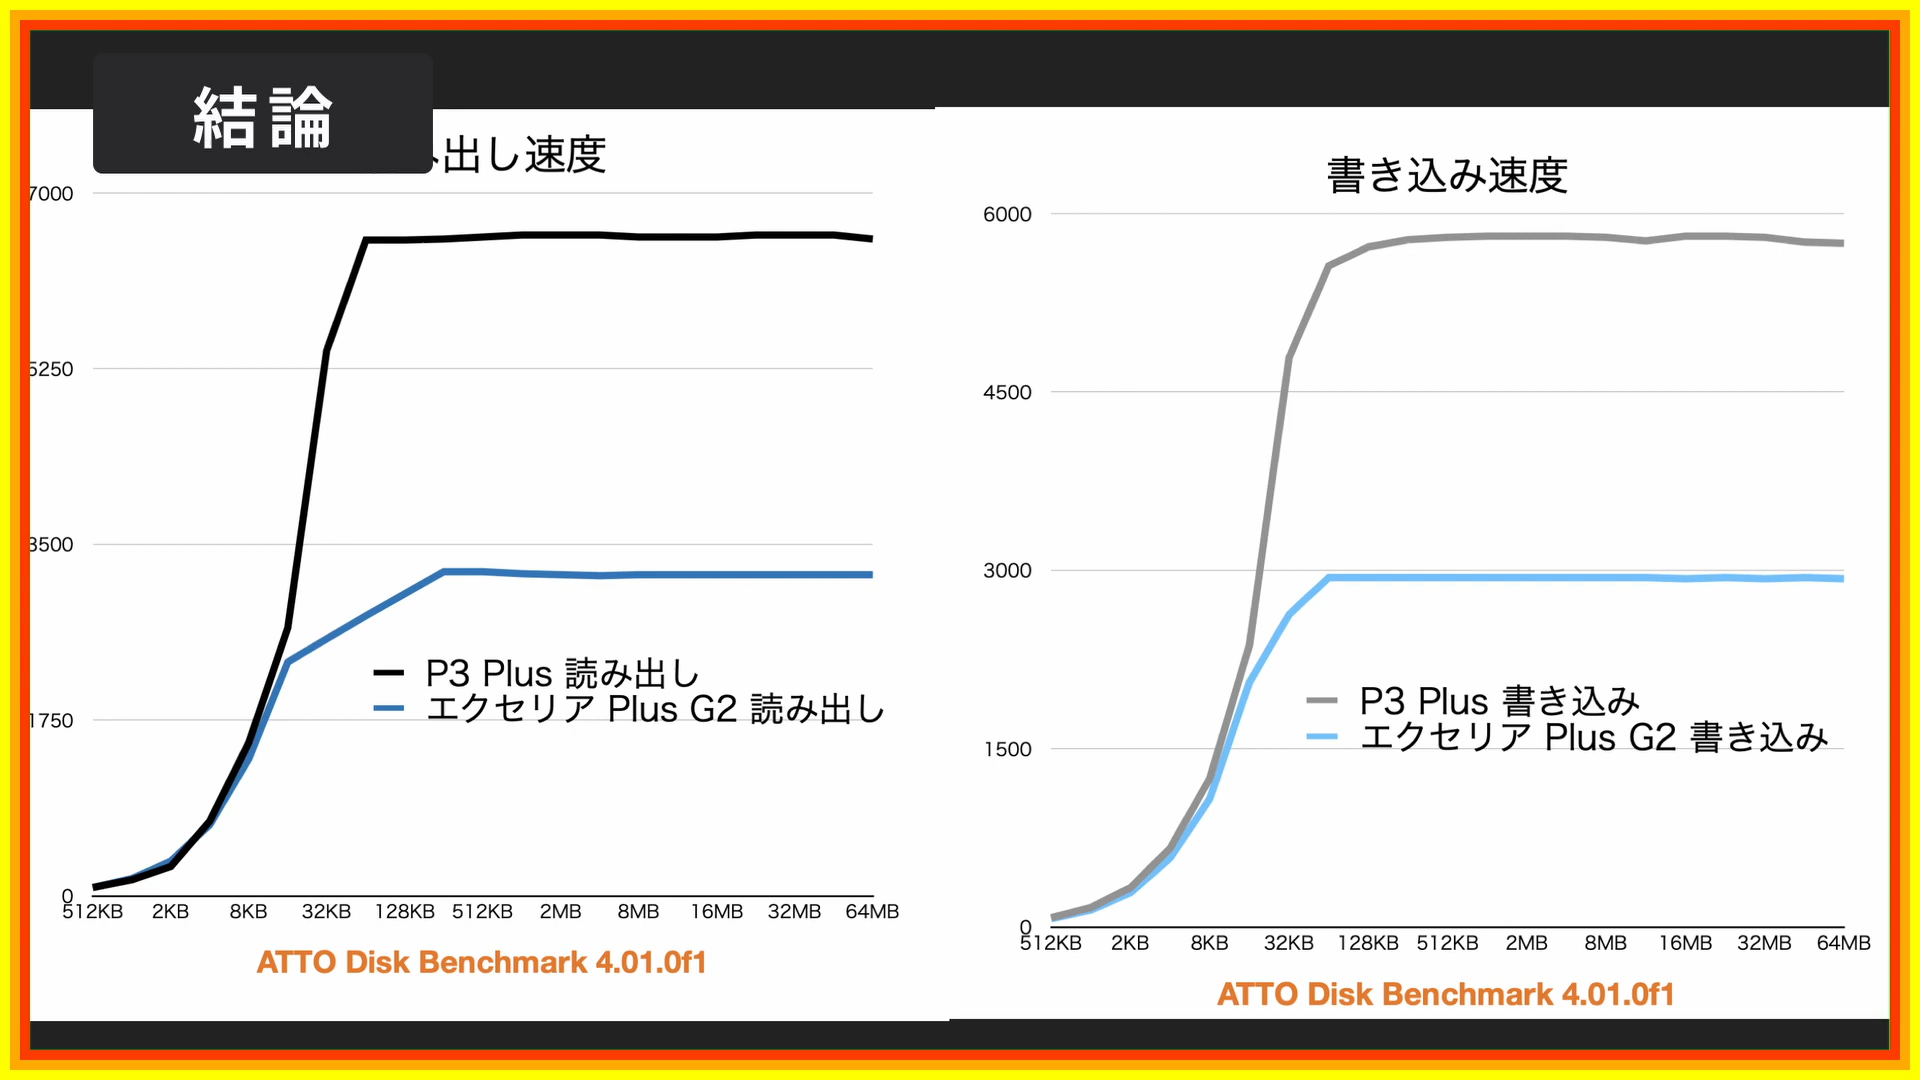 結論
出し速度
7000
5250
3500
1750
0
512KB 2KB 8KB 32KB 128KB 512KB 2MB 8MB 16MB 32MB 64MB
P3 Plus 読み出し
エクセリア Plus G2 読み出し
ATTO Disk Benchmark 4.01.0f1
書き込み速度
6000
4500
3000
1500
0
512KB 2KB 8KB 32KB 128KB 512KB 2MB 8MB 16MB 32MB 64MB
P3 Plus 書き込み
エクセリア Plus G2 書き込み
ATTO Disk Benchmark 4.01.0f1